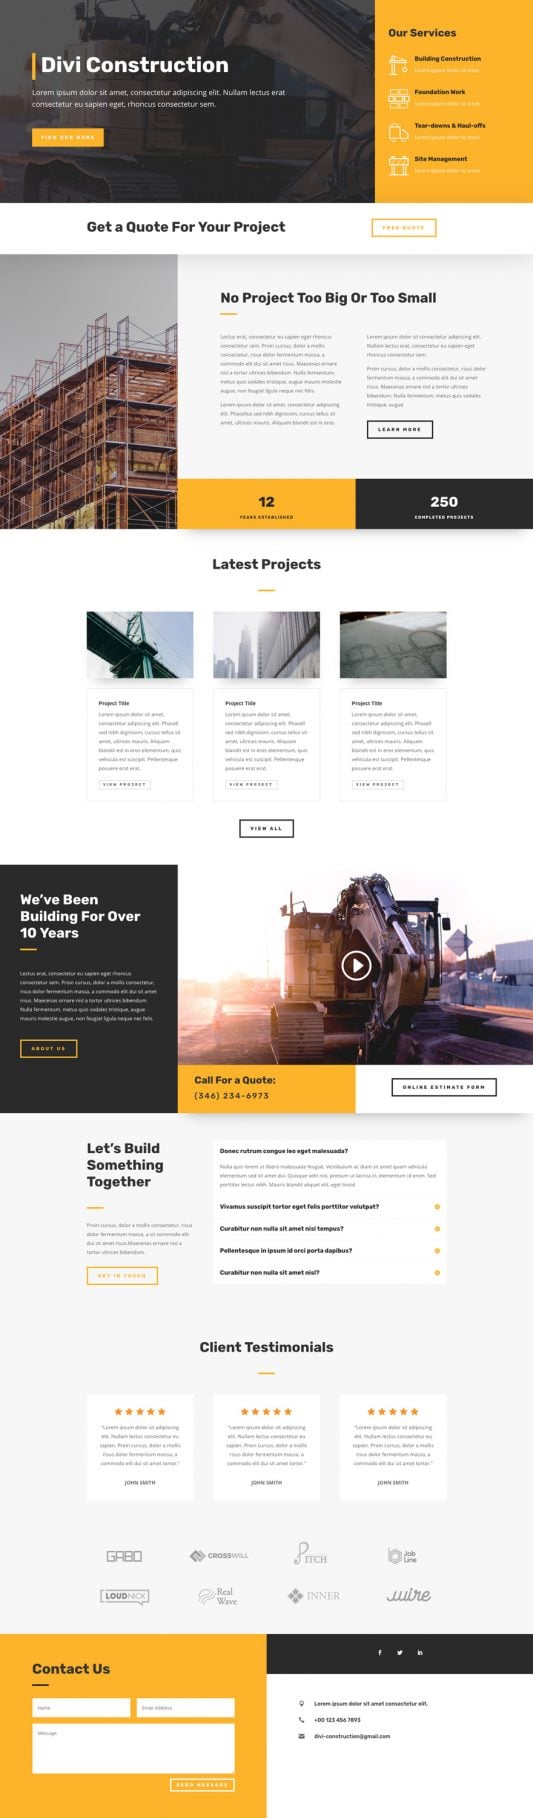 Divi Construction
Lorem ipsum dolor sit amet, consectetur adipiscing elit. Nullam lectus erat,
consectetur eu sapien eget, rhoncus consectetur sem.
VIEW OUR WORK
Our Services
Building Construction
Lorem ipsum dolor sit amet,
Foundation Work
Lorem ipsum dolor sit amet,
Tear-downs & Haul-offs
Lorem ipsum dolor sit amet,
Site Management
Lorem ipsum dolor sit amet,
Get a Quote For Your Project
FREE QUOTE
No Project Too Big Or Too Small
Lectus erat, consectetur eu sapien eget rhoncus
consectetur sem. Proin cursus, dolor a mollis
consectetur, risus dolor fermentum massa, a
commodo elit dui sit amet risus. Maecenas ornare
nisl a tortor ultrices bibendum. Nulla fermentum,
metus quis sodales tristique, augue mauris molestie
augue, non feugiat ligula neque nec felis.
Lorem ipsum dolor sit amet, consectetur adipiscing
elit. Phasellus sed nibh dignissim, cursus tellus sit
amet, ultrices mauris. Aliquam blandit est in eros
Lorem ipsum dolor sit amet, consectetur adipiscing elit.
Nullam lectus erat, consectetur eu sapien eget,
rhoncus consectetur sem.
Proin cursus, dolor a mollis consectetur, risus dolor
fermentum massa, a commodo elit dui sit amet risus.
Maecenas ornare nisl a tortor ultrices
bibendum. Nulla fermentum, metus quis sodales
tristique, augue
LEARN MORE
12
YEARS ESTABLISHED
250
COMPLETED PROJECTS
Latest Projects
Project Title
Lorem ipsum dolor sit amet,
consectetur adipiscing elit. Phasell
sed nibh dignissim, cursus tellus sit
amet, ultrices mauris. Aliquam
blandit est in eros elementum, quis
vehicula est suscipit. Pellentesque
posuere erat erat.
VIEW PROJECT
Project Title
Lorem ipsum dolor sit amet,
consectetur adipiscing elit. Phasell
sed nibh dignissim, cursus tellus sit
amet, ultrices mauris. Aliquam
blandit est in eros elementum, quis
vehicula est suscipit. Pellentesque
posuere erat erat.
VIEW PROJECT
Project Title
Lorem ipsum dolor sit amet,
consectetur adipiscing elit. Phasell
sed nibh dignissim, cursus tellus sit
amet, ultrices mauris. Aliquam
blandit est in eros elementum, quis
vehicula est suscipit. Pellentesque
posuere erat erat.
VIEW PROJECT
VIEW ALL
We've Been
Building For Over
10 Years
Lectus erat, consectetur eu sapien eget rhoncus
consectetur sem. Proin cursus, dolor a mollis consectetur,
risus dolor fermentum massa, a commodo elit dui sit amet
risus. Maecenas ornare nisl a tortor ultrices bibendum.
Nulla fermentum, metus quis sodales tristique, augue
mauris molestie augue, non feugiat ligula neque nec felis.
ABOUT US
Call For a Quote:
(346) 234-6973
ONLINE ESTIMATE FORM
Let's Build
Something
Together
Proin cursus, dolor a mollis consectetur, risus
dolor fermentum massa, a sit commodo elit
dui sit amet risus.Maecenas ornare nisl a
tortor ultrices bibendum.
GET IN TOUCH
Donec rutrum congue leo eget malesuada?
Nulla quis lorem ut libero malesuada feugiat. Vestibulum ac diam sit amet quam vehicula
elementum sed sit amet dui. Quisque velit nisi, pretium ut lacinia in, elementum id enim. Sed
porttitor lectus nibh. Mauris blandit aliquet elit, eget tincid
Vivamus suscipit tortor eget felis porttitor volutpat?
Curabitur non nulla sit amet nisl tempus?
Pellentesque in ipsum id orci porta dapibus?
Curabitur non nulla sit amet nisl?
Client Testimonials
"Lorem ipsum dolor sit adipiscing
elit. Nullam lectus consectetur eu
sapien. Proin cursus, dolor a mollis
risus dolor fermentum massa, a
commodo elit dui sit amet tortor."
JOHN SMITH
"Lorem ipsum dolor sit adipiscing
elit. Nullam lectus consectetur eu
sapien. Proin cursus, dolor a mollis
risus dolor fermentum massa, a
commodo elit dui sit amet tortor."
JOHN SMITH
"Lorem ipsum dolor sit adipiscing
elit. Nullam lectus consectetur eu
sapien. Proin cursus, dolor a mollis
risus dolor fermentum massa, a
commodo elit dui sit amet tortor."
JOHN SMITH
GABO
CROSSWILL
PITCH
Job
Line
LOUDNICK
Real
Wave
INNER
wire
Contact Us
Name
Email Address
Message
SEND MESSAGE
Lorem ipsum dolor sit amet consectetur elit.
+00 123 456 7893
divi-construction@gmail.com